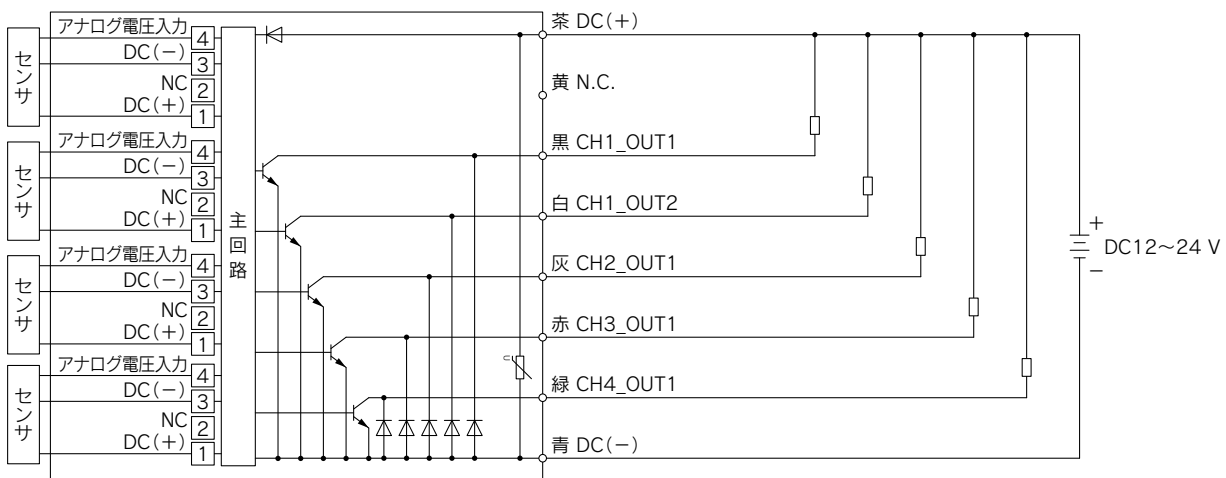 センサ
アナログ電圧入力 4
DC(−) 3
NC 2
DC(+) 1
センサ
アナログ電圧入力 4
DC(−) 3
NC 2
DC(+) 1
センサ
アナログ電圧入力 4
DC(−) 3
NC 2
DC(+) 1
センサ
アナログ電圧入力 4
DC(−) 3
NC 2
DC(+) 1
主回路
茶 DC(+)
黄 N.C.
黒 CH1_OUT1
白 CH1_OUT2
灰 CH2_OUT1
赤 CH3_OUT1
緑 CH4_OUT1
青 DC(−)
+
DC12～24 V
−